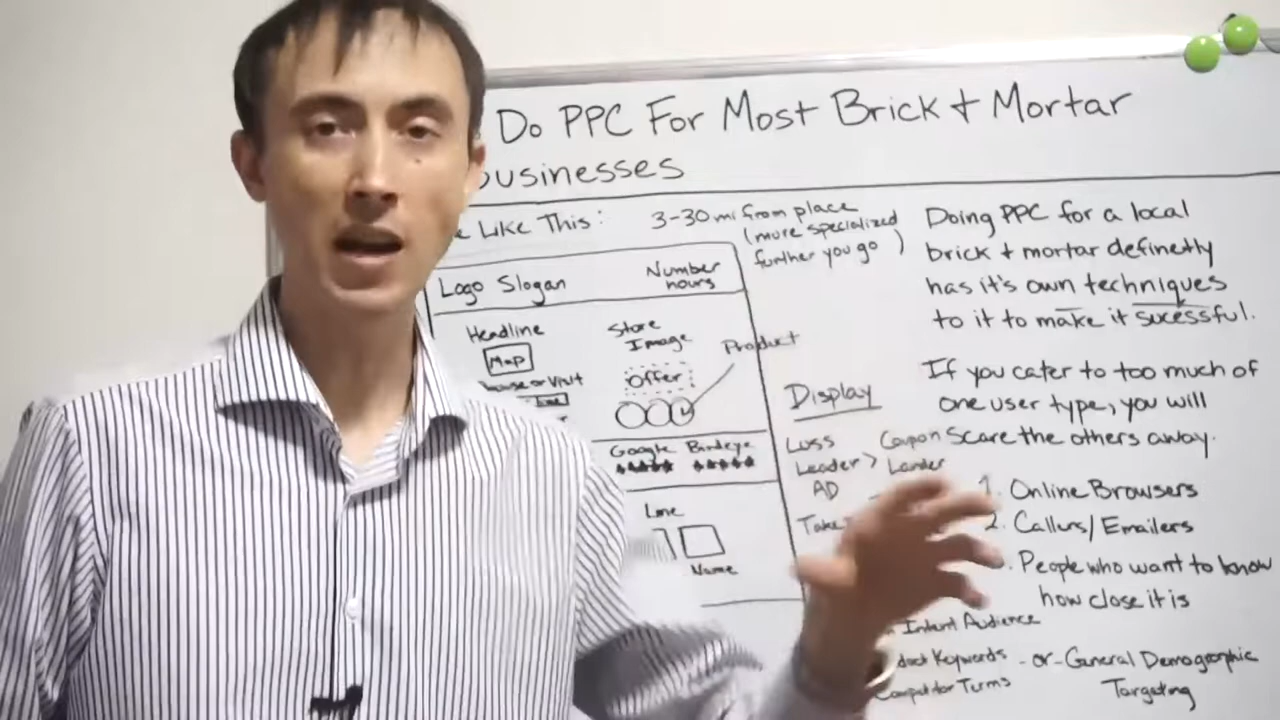 Do PPC For Most Brick + Mortar
Businesses
Like This:
3-30 mi from place
(more specialized
further you go)
Logo Slogan
Number
hours
Headline
Map
or Visit
Store
Image
Product
Offer
Google Birdeye
Line
Name
Display
Loss
Leader >
AD
Coupon
Lander
Take
Doing PPC for a local
brick + mortar definetly
has it's own techniques
to it to make it sucessful.
If you cater to too much of
one user type, you will
scare the others away.
1. Online Browsers
2. Callers/Emailers
. People who want to know
how close it is
Intent Audience
Keywords
Competitor Terms
-or- General Demographic
Targeting